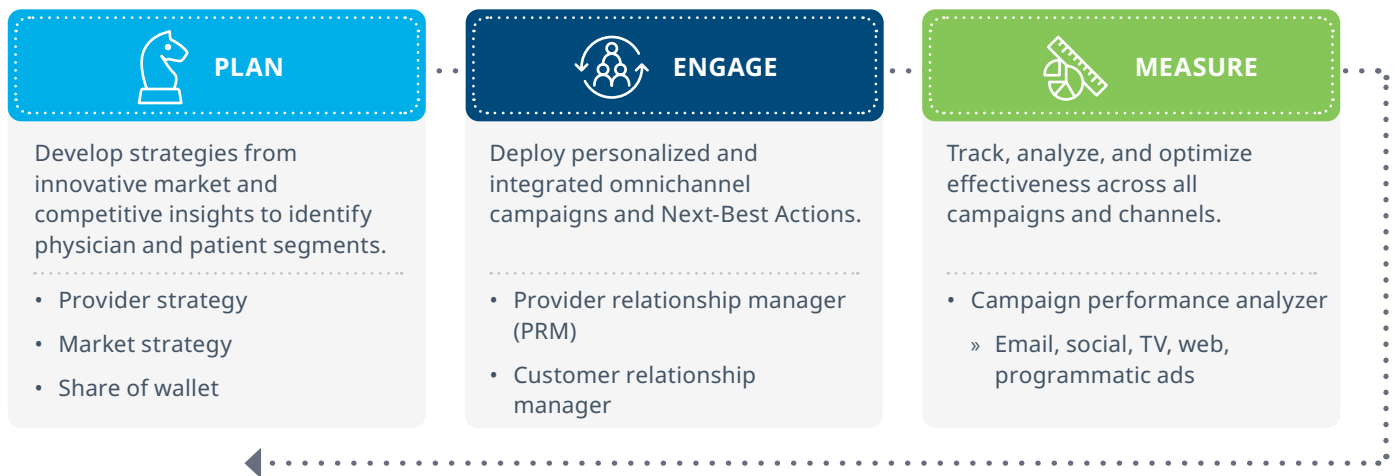 PLAN
Develop strategies from
innovative market and
competitive insights to identify
physician and patient segments.
• Provider strategy
• Market strategy
• Share of wallet
ENGAGE
Deploy personalized and
integrated omnichannel
campaigns and Next-Best Actions.
• Provider relationship manager
(PRM)
• Customer relationship
manager
MEASURE
Track, analyze, and optimize
effectiveness across all
campaigns and channels.
• Campaign performance analyzer
» Email, social, TV, web,
programmatic ads